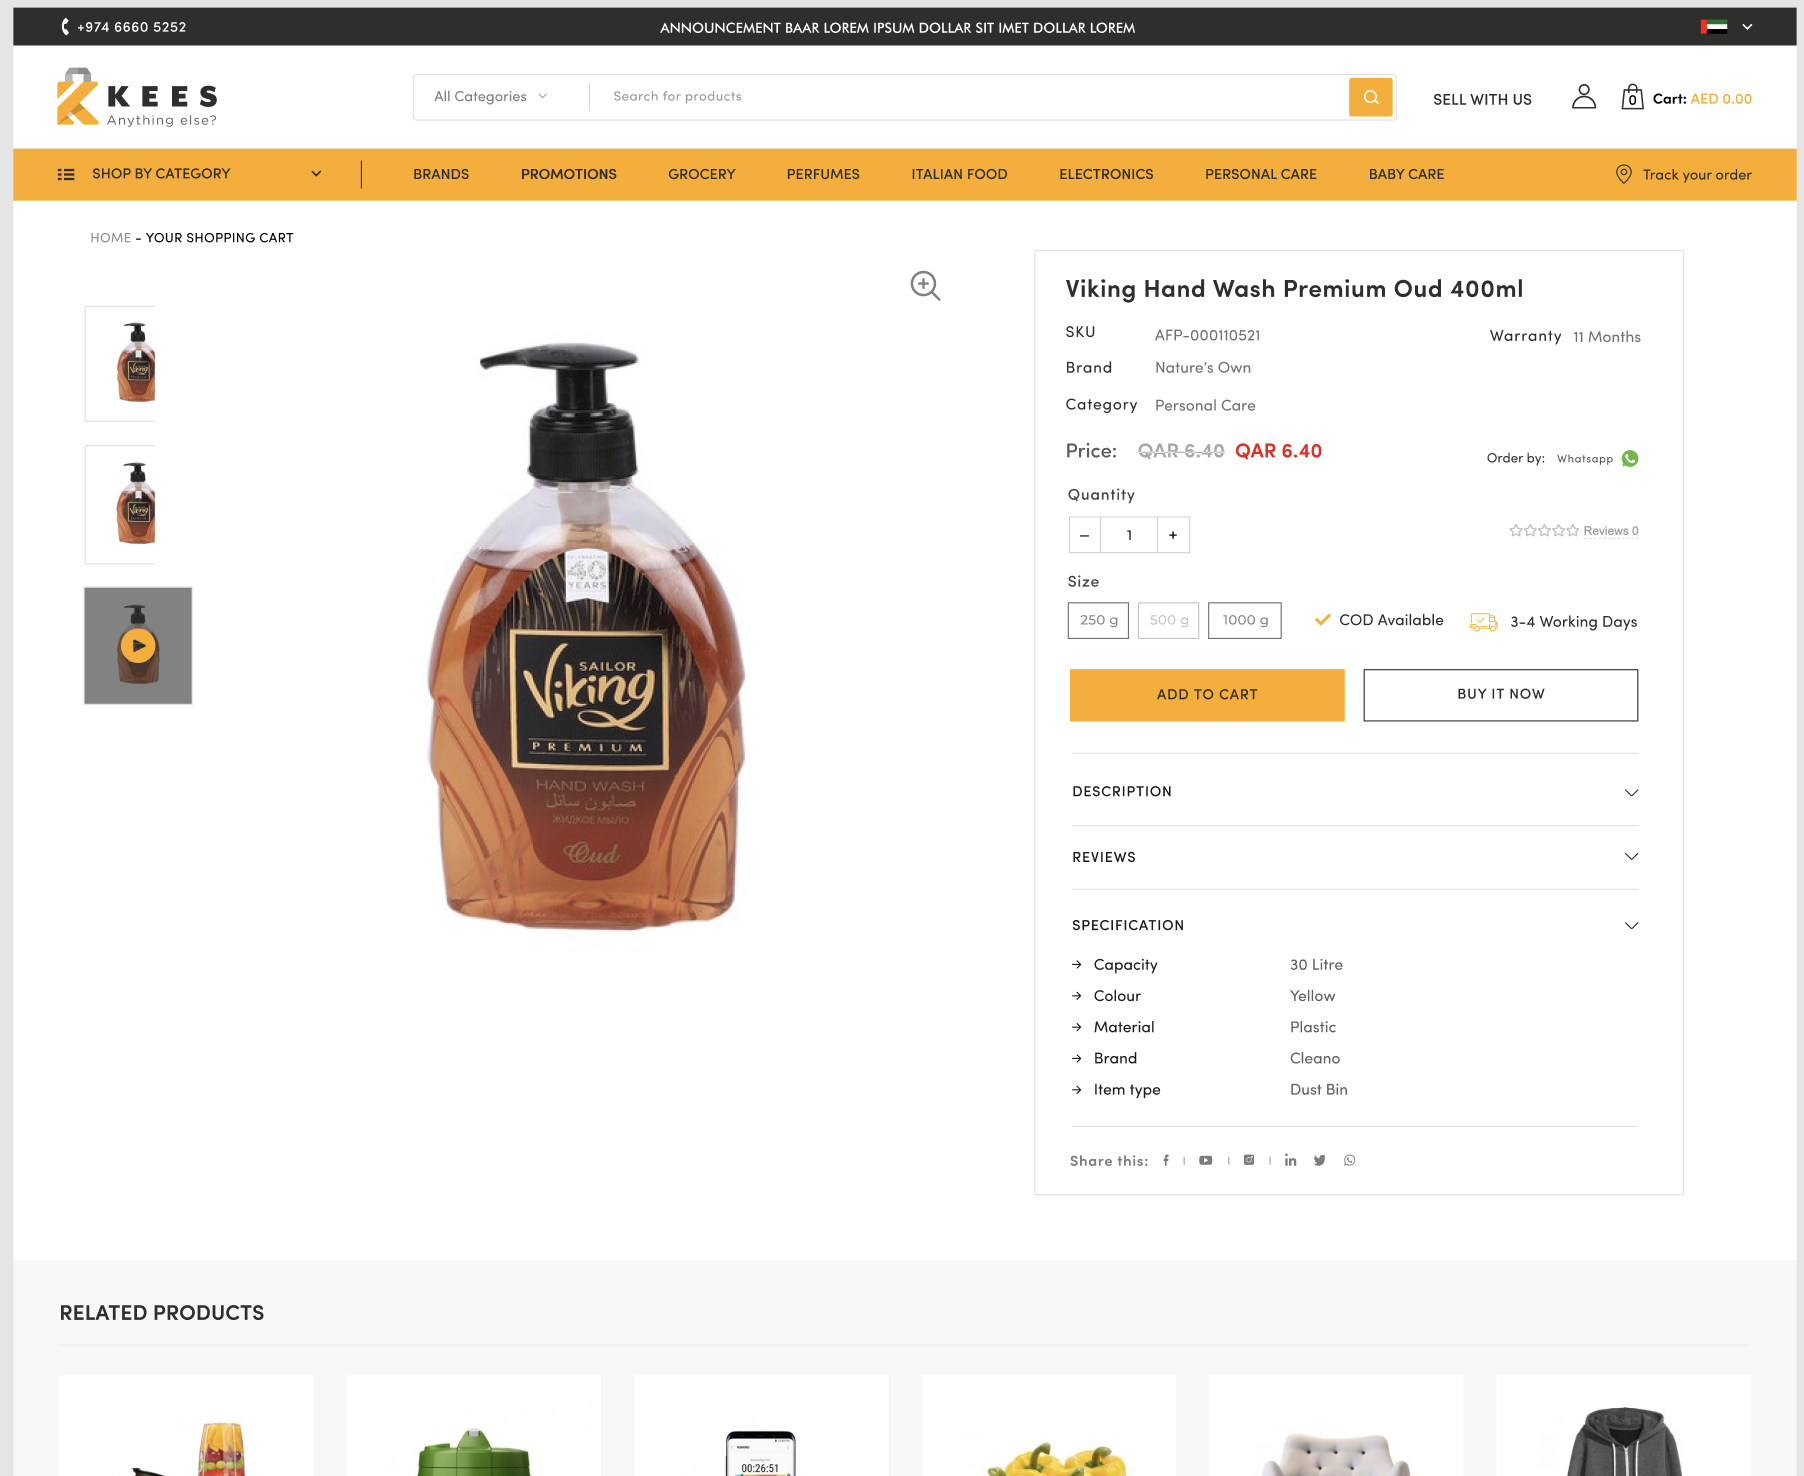 +974 6660 5252
ANNOUNCEMENT BAAR LOREM IPSUM DOLLAR SIT IMET DOLLAR LOREM
KEES
Anything else?
All Categories
Search for products
SELL WITH US
0
Cart: AED 0.00
SHOP BY CATEGORY
BRANDS
PROMOTIONS
GROCERY
PERFUMES
ITALIAN FOOD
ELECTRONICS
PERSONAL CARE
BABY CARE
Track your order
HOME - YOUR SHOPPING CART
Viking
Viking
40
YEARS
SAILOR
Viking
PREMIUM
HAND WASH
صابون سائل
ЖИДКОЕ МЫЛО
Oud
Viking Hand Wash Premium Oud 400ml
SKU AFP-000110521
Warranty 11 Months
Brand Nature's Own
Category Personal Care
Price: QAR 6.40 QAR 6.40
Order by: Whatsapp
Quantity
– 1 +
Reviews 0
Size
250 g 500 g 1000 g
COD Available
3-4 Working Days
ADD TO CART
BUY IT NOW
DESCRIPTION
REVIEWS
SPECIFICATION
Capacity 30 Litre
Colour Yellow
Material Plastic
Brand Cleano
Item type Dust Bin
Share this:
RELATED PRODUCTS
00:26:51